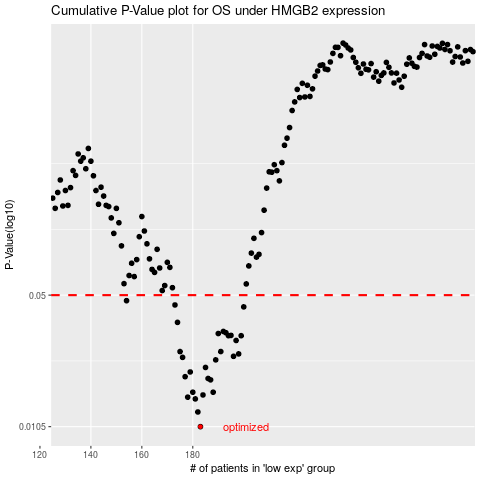 Cumulative P-Value plot for OS under HMGB2 expression
P-Value(log10)
0.05
0.0105
optimized
120 140 160 180
# of patients in 'low exp' group